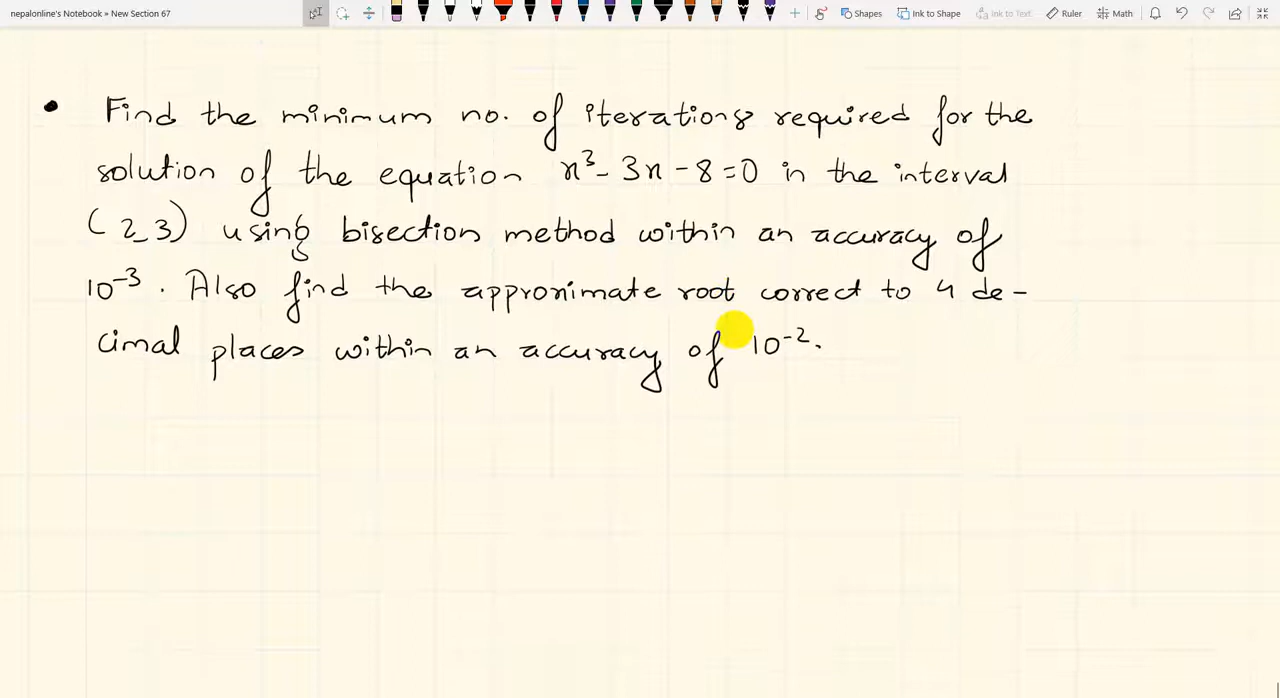 nepalonline's Notebook » New Section 67
Shapes Ink to Shape Ink to Text Ruler Math
• Find the minimum no. of iterations required for the
solution of the equation x³ - 3x - 8 = 0 in the interval
(2,3) using bisection method within an accuracy of
10⁻³. Also find the approximate root correct to 4 de-
cimal places within an accuracy of 10⁻².